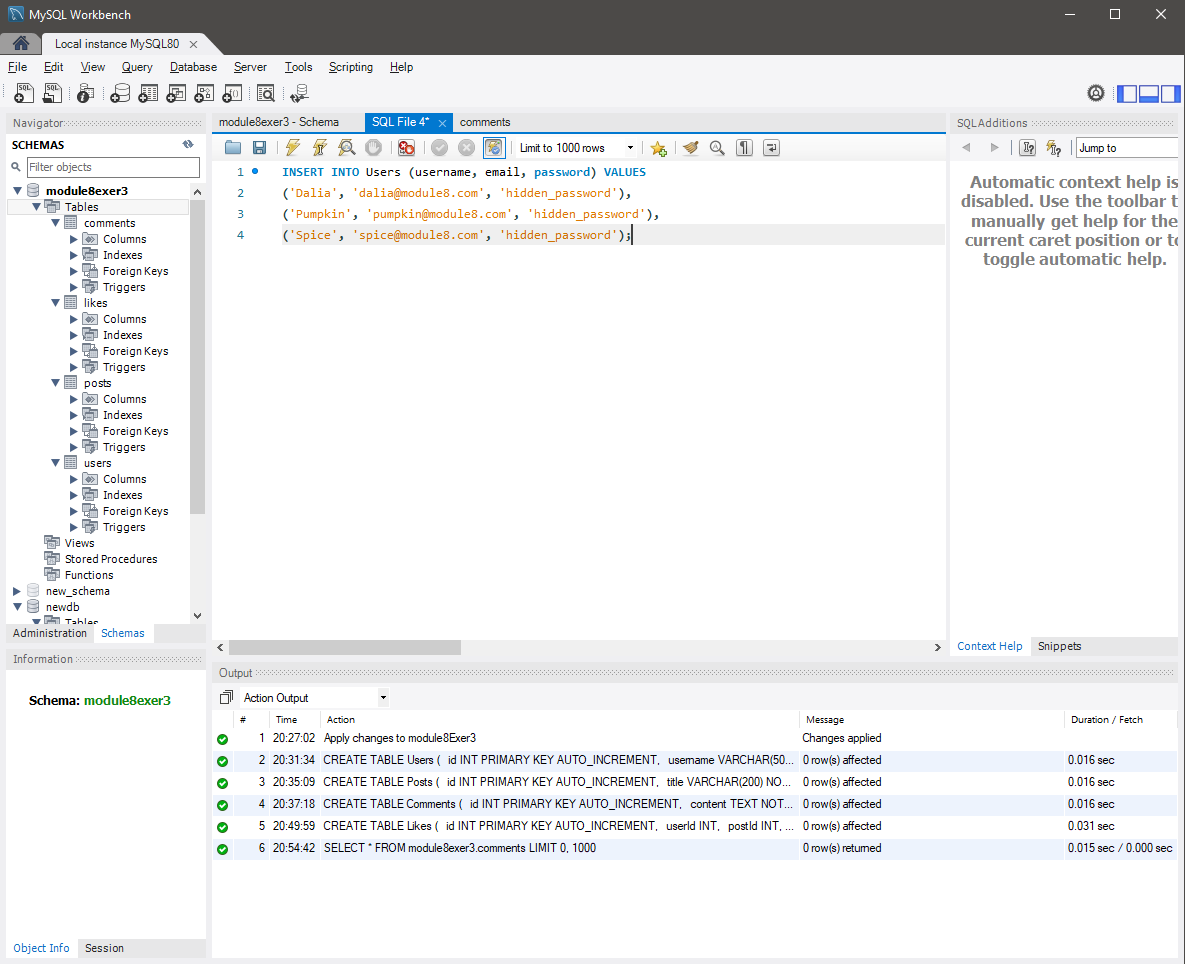 MySQL Workbench
Local instance MySQL80
File Edit View Query Database Server Tools Scripting Help
Navigator
SCHEMAS
Filter objects
module8exer3
Tables
comments
Columns
Indexes
Foreign Keys
Triggers
likes
Columns
Indexes
Foreign Keys
Triggers
posts
Columns
Indexes
Foreign Keys
Triggers
users
Columns
Indexes
Foreign Keys
Triggers
Views
Stored Procedures
Functions
new_schema
newdb
Tables
Administration Schemas
Information
Schema: module8exer3
Object Info Session
module8exer3 - Schema SQL File 4* comments
Limit to 1000 rows
1 INSERT INTO Users (username, email, password) VALUES
2 ('Dalia', 'dalia@module8.com', 'hidden_password'),
3 ('Pumpkin', 'pumpkin@module8.com', 'hidden_password'),
4 ('Spice', 'spice@module8.com', 'hidden_password');
SQLAdditions
Jump to
Automatic context help is
disabled. Use the toolbar t
manually get help for the
current caret position or to
toggle automatic help.
Context Help Snippets
Output
Action Output
# Time Action Message Duration / Fetch
1 20:27:02 Apply changes to module8Exer3 Changes applied
2 20:31:34 CREATE TABLE Users ( id INT PRIMARY KEY AUTO_INCREMENT, username VARCHAR(50... 0 row(s) affected 0.016 sec
3 20:35:09 CREATE TABLE Posts ( id INT PRIMARY KEY AUTO_INCREMENT, title VARCHAR(200) NO... 0 row(s) affected 0.016 sec
4 20:37:18 CREATE TABLE Comments ( id INT PRIMARY KEY AUTO_INCREMENT, content TEXT NOT... 0 row(s) affected 0.016 sec
5 20:49:59 CREATE TABLE Likes ( id INT PRIMARY KEY AUTO_INCREMENT, userId INT, postId INT, ... 0 row(s) affected 0.031 sec
6 20:54:42 SELECT * FROM module8exer3.comments LIMIT 0, 1000 0 row(s) returned 0.015 sec / 0.000 sec